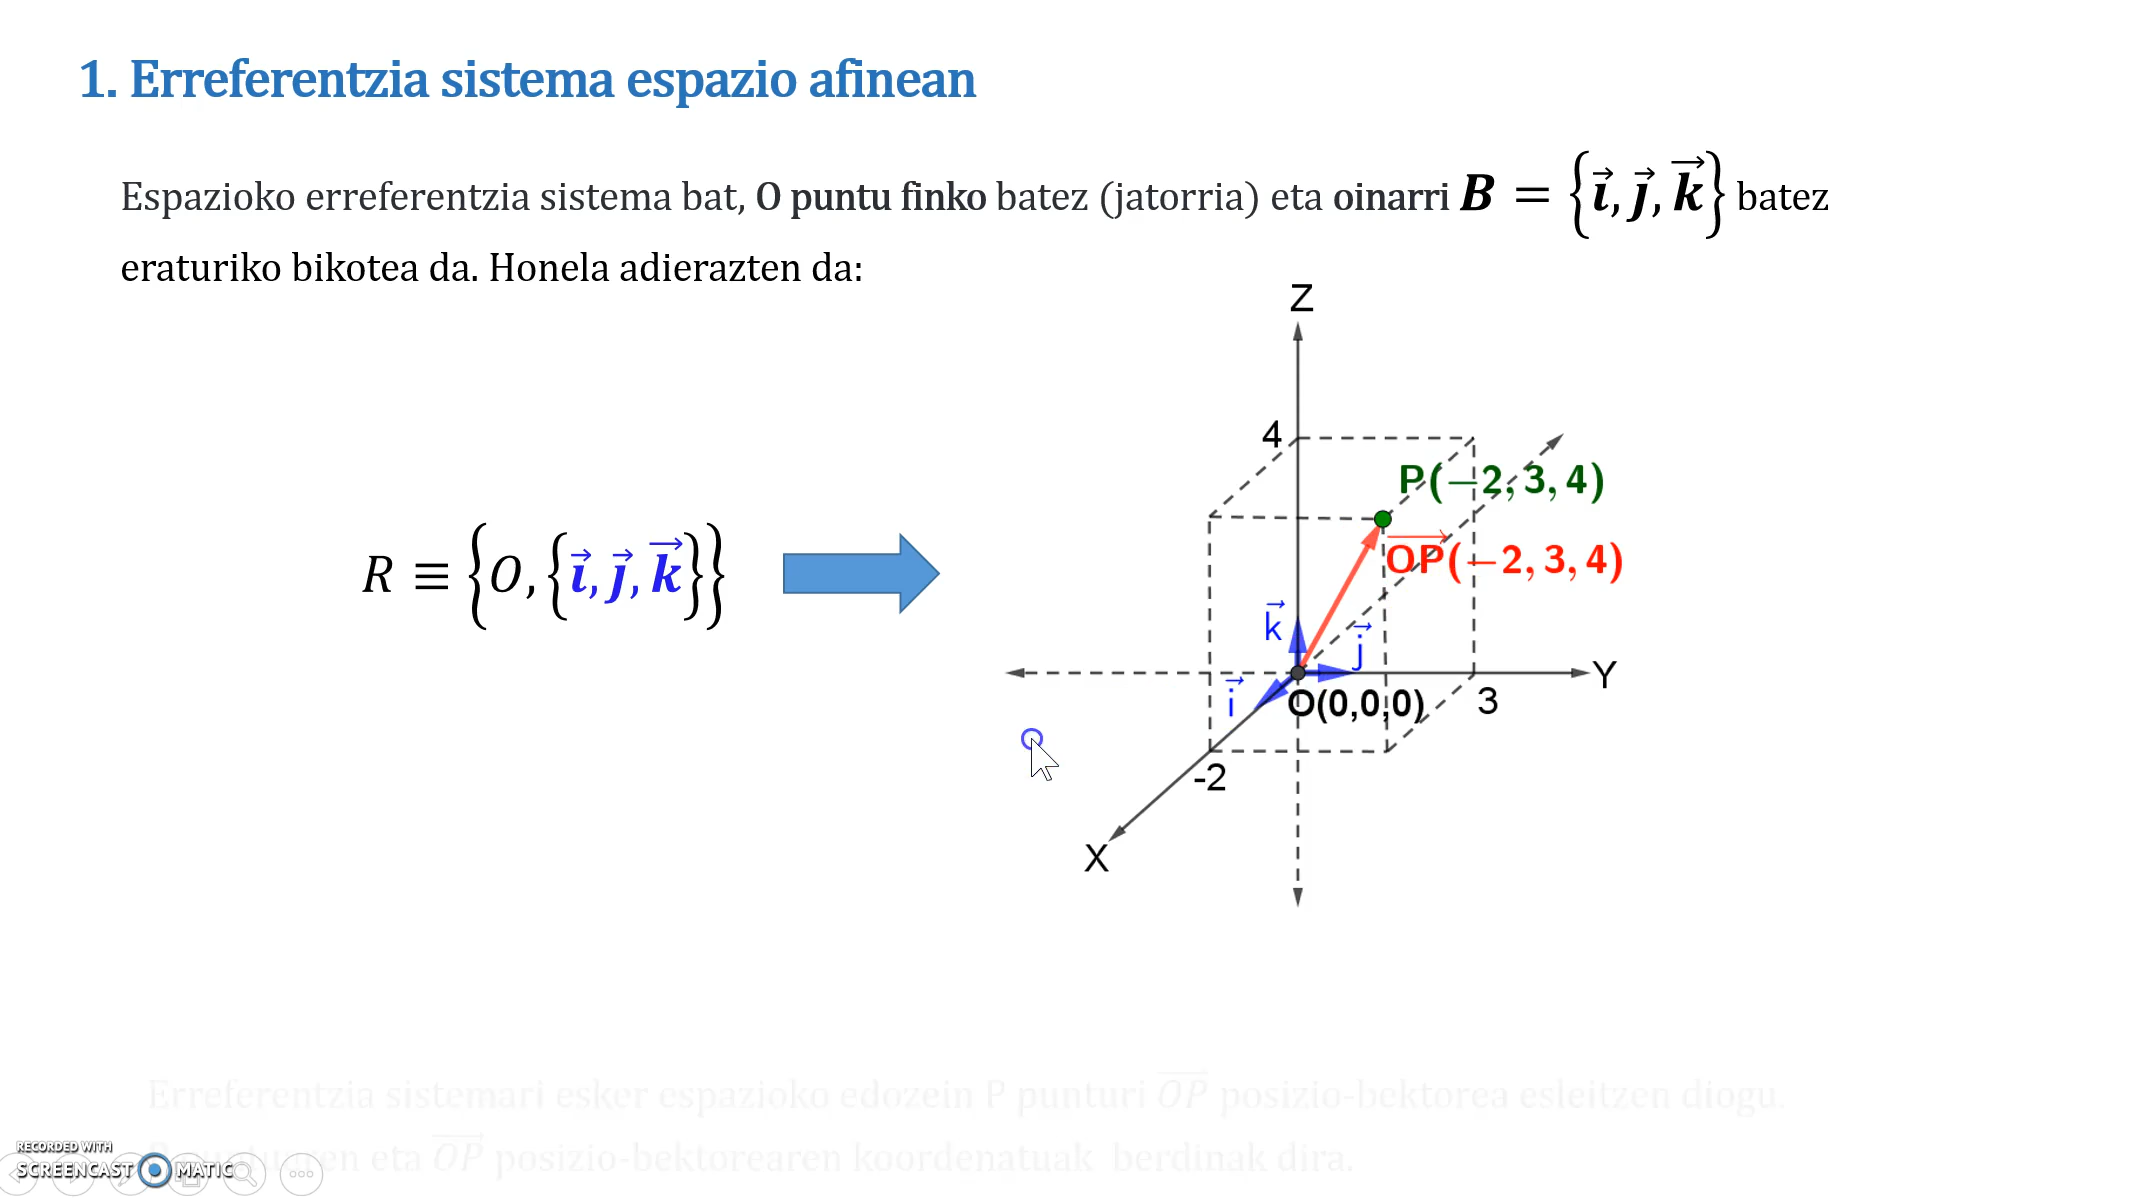 1. Erreferentzia sistema espazio afinean
Espazioko erreferentzia sistema bat, O puntu finko batez (jatorria) eta oinarri B = {i⃗, j⃗, k⃗} batez
eraturiko bikotea da. Honela adierazten da:
Z
4
P(−2, 3, 4)
R ≡ {O, {i⃗, j⃗, k⃗}}
OP⃗(−2, 3, 4)
k⃗
j⃗
i⃗
O(0,0,0)
Y
3
-2
X
Erreferentzia sistemari esker espazioko edozein P punturi OP posizio-bektorea esleitzen diogu.
eta OP posizio-bektorearen koordenatuak berdinak dira.
RECORDED WITH
SCREENCAST MATIC